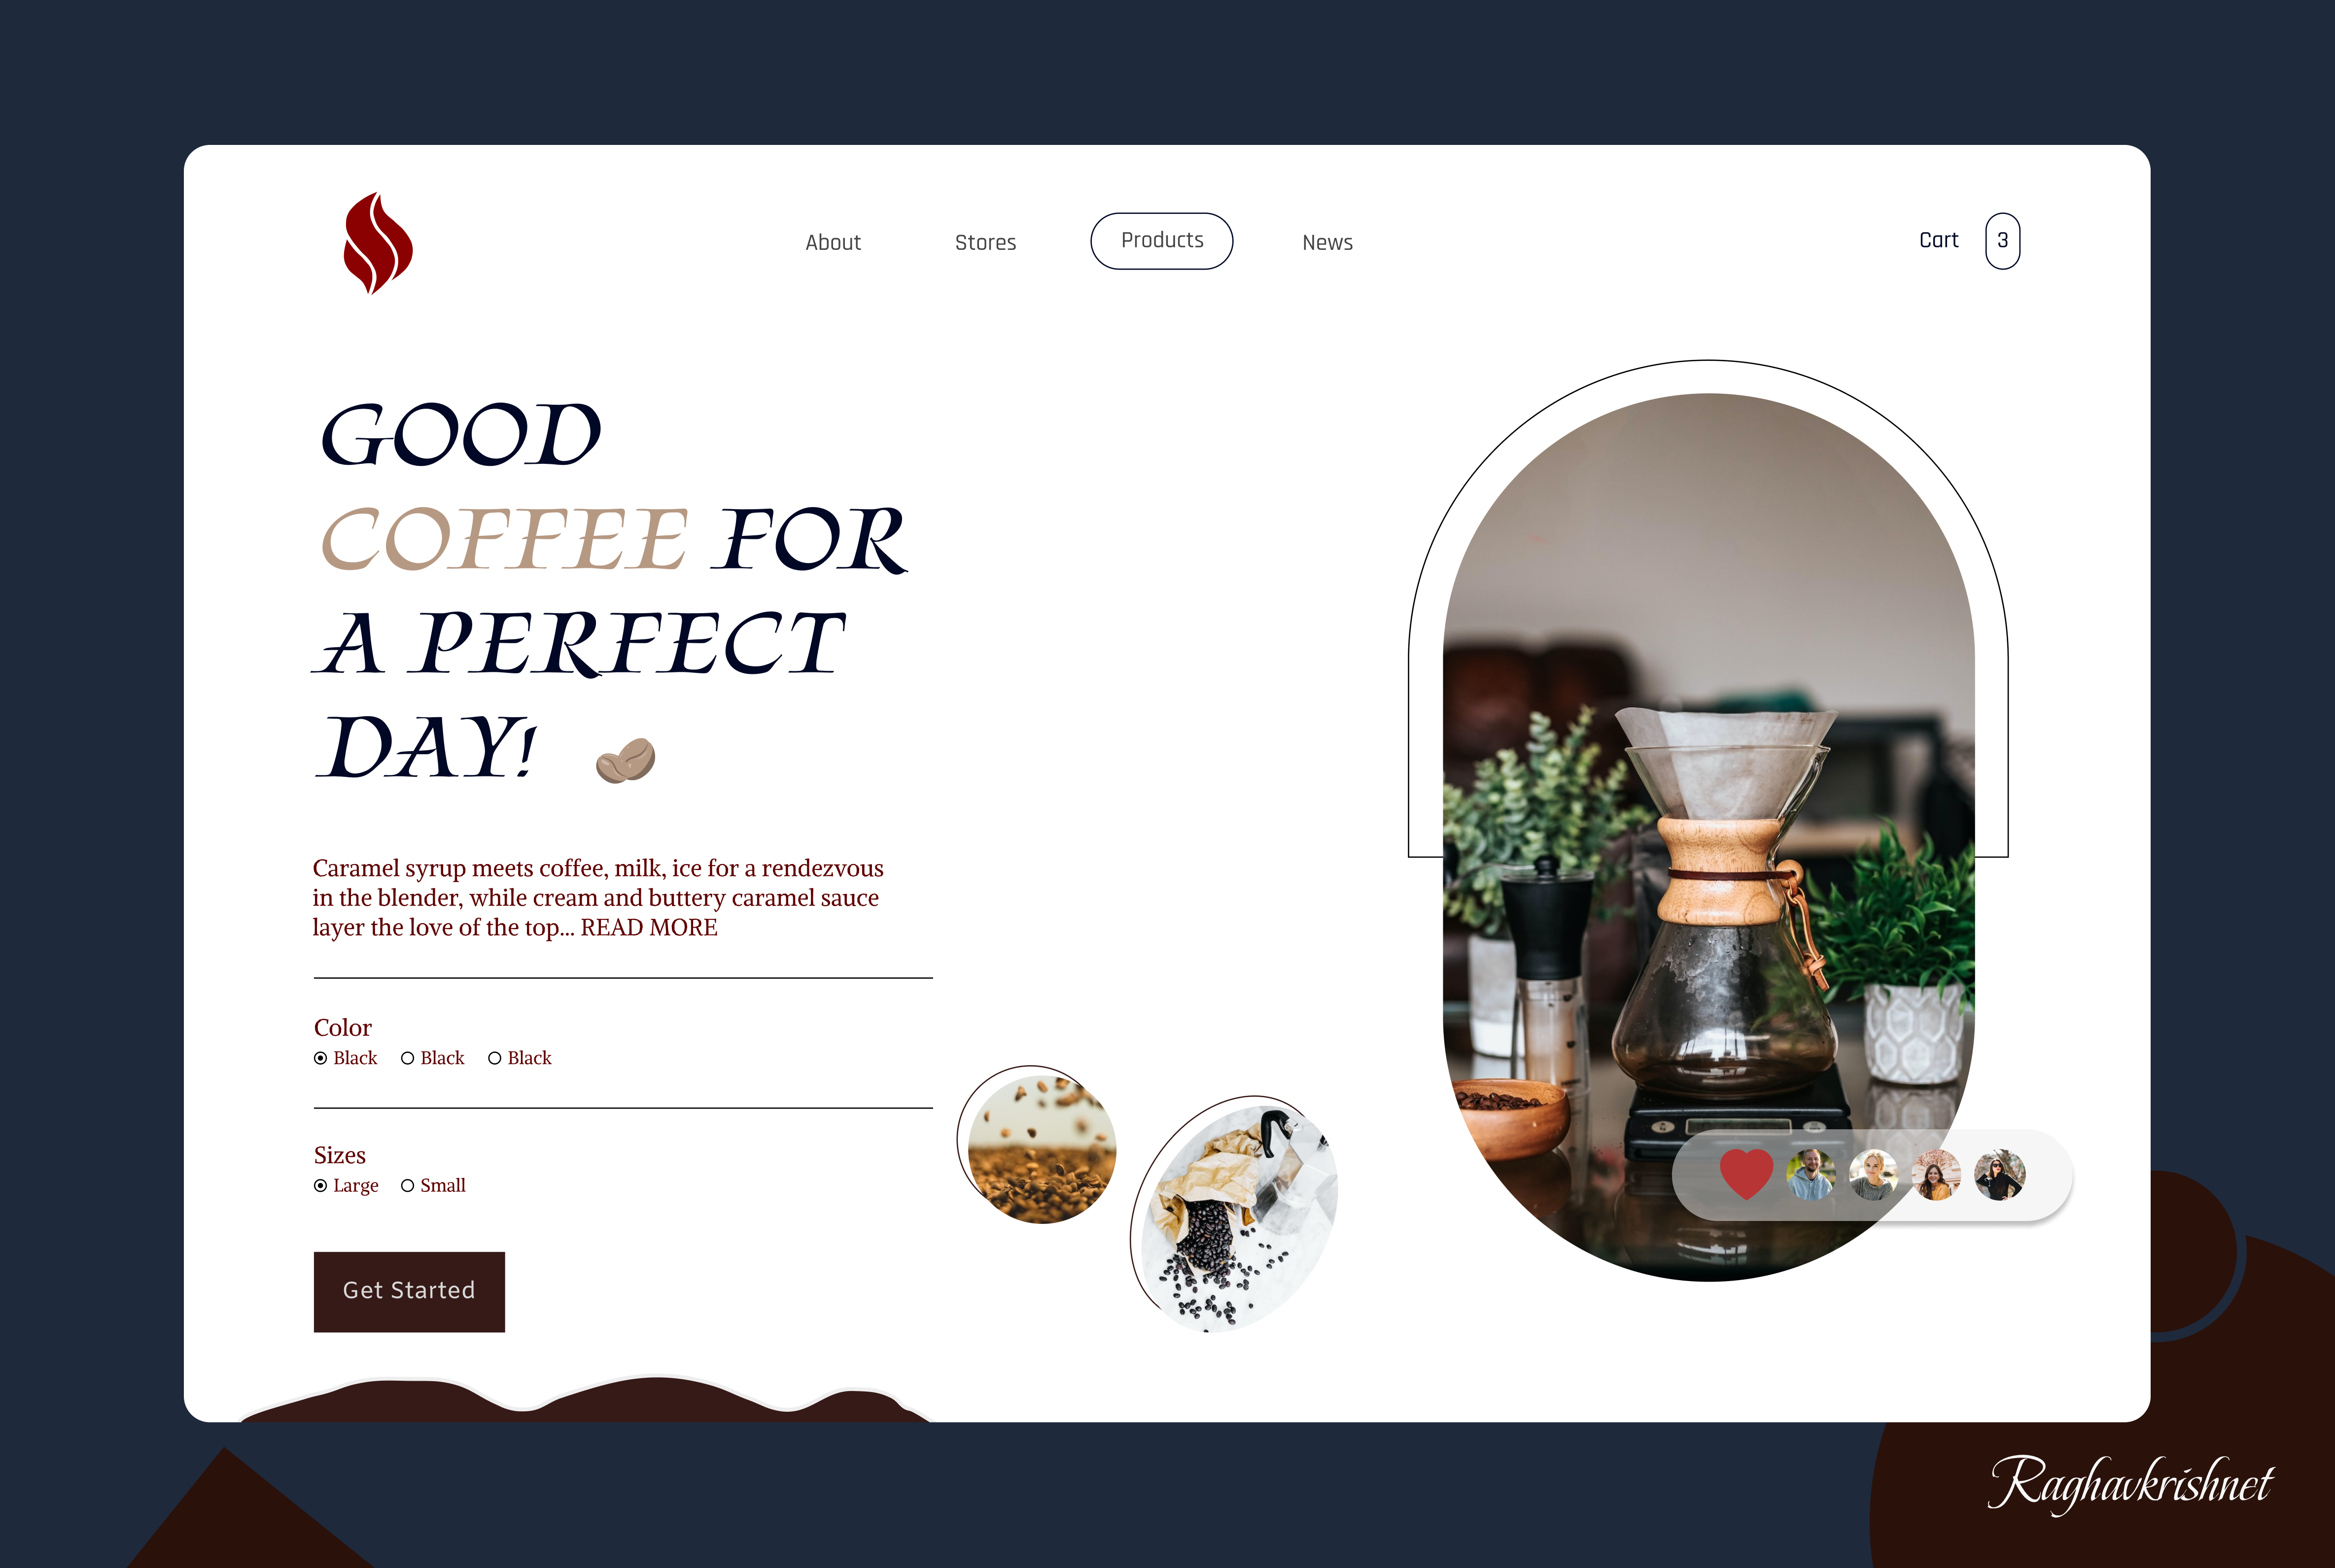 About Stores Products News Cart 3
GOOD
COFFEE FOR
A PERFECT
DAY!
Caramel syrup meets coffee, milk, ice for a rendezvous
in the blender, while cream and buttery caramel sauce
layer the love of the top... READ MORE
Color
Black Black Black
Sizes
Large Small
Get Started
Raghavkrishnet